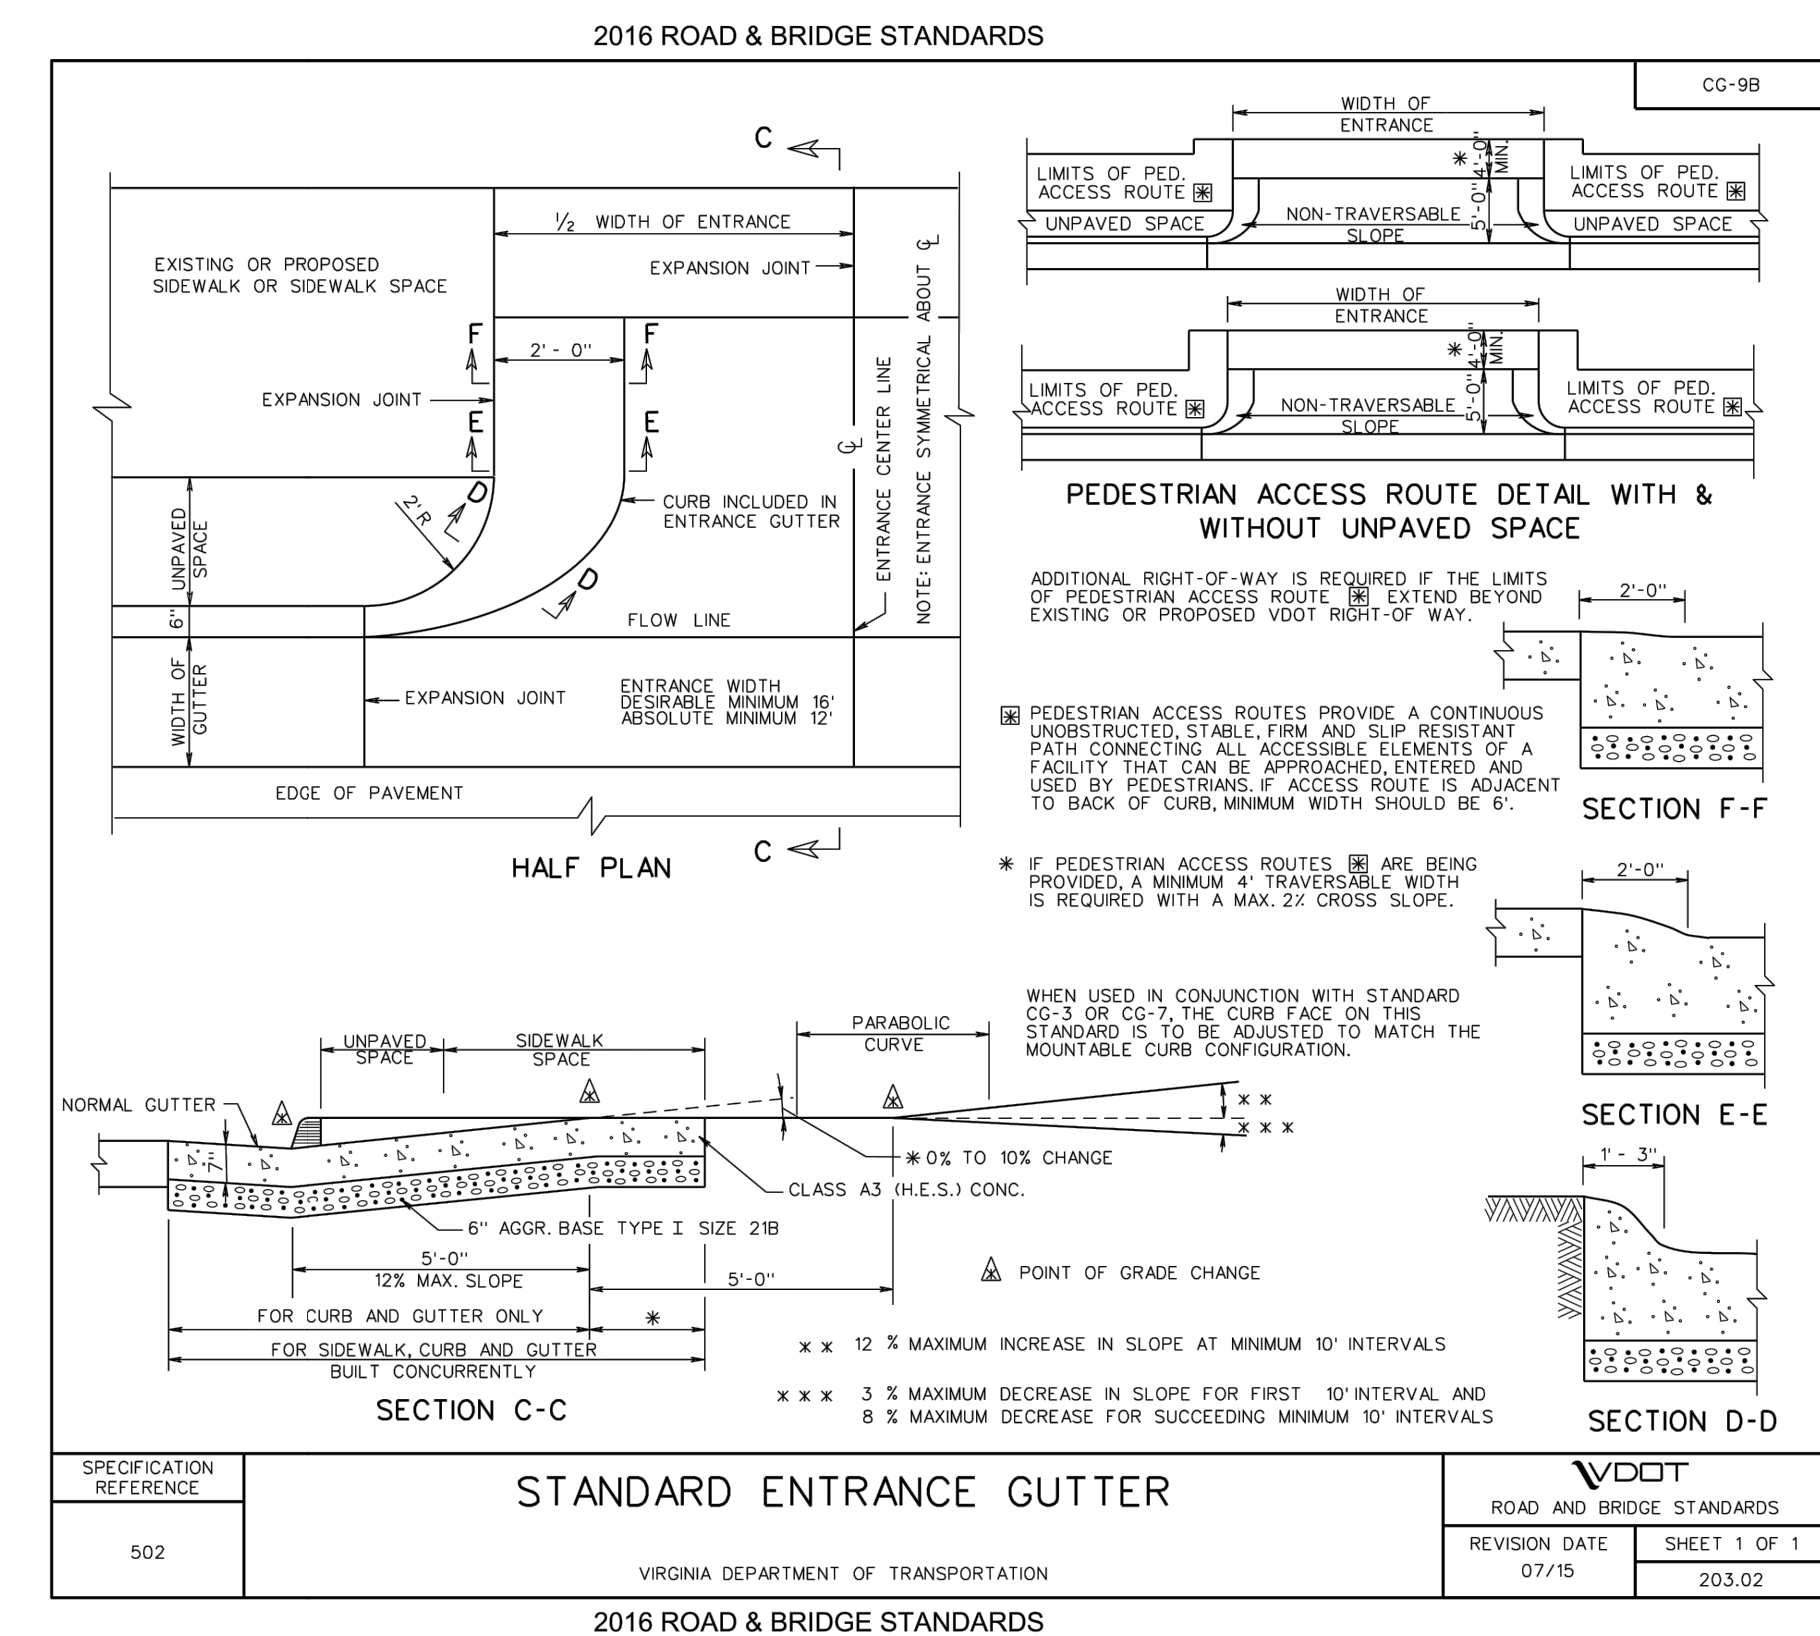 2016 ROAD & BRIDGE STANDARDS
CG-9B
C
½ WIDTH OF ENTRANCE
EXPANSION JOINT
EXISTING OR PROPOSED
SIDEWALK OR SIDEWALK SPACE
F
F
2' - 0"
EXPANSION JOINT
E
E
D
2'R
CURB INCLUDED IN
ENTRANCE GUTTER
D
UNPAVED
SPACE
6"
FLOW LINE
WIDTH OF
GUTTER
EXPANSION JOINT
ENTRANCE WIDTH
DESIRABLE MINIMUM 16'
ABSOLUTE MINIMUM 12'
℄ ENTRANCE CENTER LINE
NOTE: ENTRANCE SYMMETRICAL ABOUT ℄
EDGE OF PAVEMENT
HALF PLAN
C
WIDTH OF
ENTRANCE
* 4'-0"
MIN.
LIMITS OF PED.
ACCESS ROUTE *
LIMITS OF PED.
ACCESS ROUTE *
UNPAVED SPACE
NON-TRAVERSABLE
SLOPE
5'-0"
UNPAVED SPACE
WIDTH OF
ENTRANCE
* 4'-0"
MIN.
LIMITS OF PED.
ACCESS ROUTE *
NON-TRAVERSABLE
SLOPE
5'-0"
LIMITS OF PED.
ACCESS ROUTE *
PEDESTRIAN ACCESS ROUTE DETAIL WITH &
WITHOUT UNPAVED SPACE
ADDITIONAL RIGHT-OF-WAY IS REQUIRED IF THE LIMITS
OF PEDESTRIAN ACCESS ROUTE * EXTEND BEYOND
EXISTING OR PROPOSED VDOT RIGHT-OF WAY.
* PEDESTRIAN ACCESS ROUTES PROVIDE A CONTINUOUS
UNOBSTRUCTED, STABLE, FIRM AND SLIP RESISTANT
PATH CONNECTING ALL ACCESSIBLE ELEMENTS OF A
FACILITY THAT CAN BE APPROACHED, ENTERED AND
USED BY PEDESTRIANS. IF ACCESS ROUTE IS ADJACENT
TO BACK OF CURB, MINIMUM WIDTH SHOULD BE 6'.
* IF PEDESTRIAN ACCESS ROUTES * ARE BEING
PROVIDED, A MINIMUM 4' TRAVERSABLE WIDTH
IS REQUIRED WITH A MAX. 2% CROSS SLOPE.
WHEN USED IN CONJUNCTION WITH STANDARD
CG-3 OR CG-7, THE CURB FACE ON THIS
STANDARD IS TO BE ADJUSTED TO MATCH THE
MOUNTABLE CURB CONFIGURATION.
2'-0"
SECTION F-F
2'-0"
SECTION E-E
1' - 3"
SECTION D-D
UNPAVED
SPACE
SIDEWALK
SPACE
PARABOLIC
CURVE
NORMAL GUTTER
7"
* *
* * *
* 0% TO 10% CHANGE
CLASS A3 (H.E.S.) CONC.
6" AGGR. BASE TYPE I SIZE 21B
5'-0"
12% MAX. SLOPE
5'-0"
FOR CURB AND GUTTER ONLY
*
FOR SIDEWALK, CURB AND GUTTER
BUILT CONCURRENTLY
SECTION C-C
POINT OF GRADE CHANGE
* * 12 % MAXIMUM INCREASE IN SLOPE AT MINIMUM 10' INTERVALS
* * * 3 % MAXIMUM DECREASE IN SLOPE FOR FIRST 10' INTERVAL AND
8 % MAXIMUM DECREASE FOR SUCCEEDING MINIMUM 10' INTERVALS
SPECIFICATION
REFERENCE
502
STANDARD ENTRANCE GUTTER
VIRGINIA DEPARTMENT OF TRANSPORTATION
VDOT
ROAD AND BRIDGE STANDARDS
REVISION DATE
07/15
SHEET 1 OF 1
203.02
2016 ROAD & BRIDGE STANDARDS